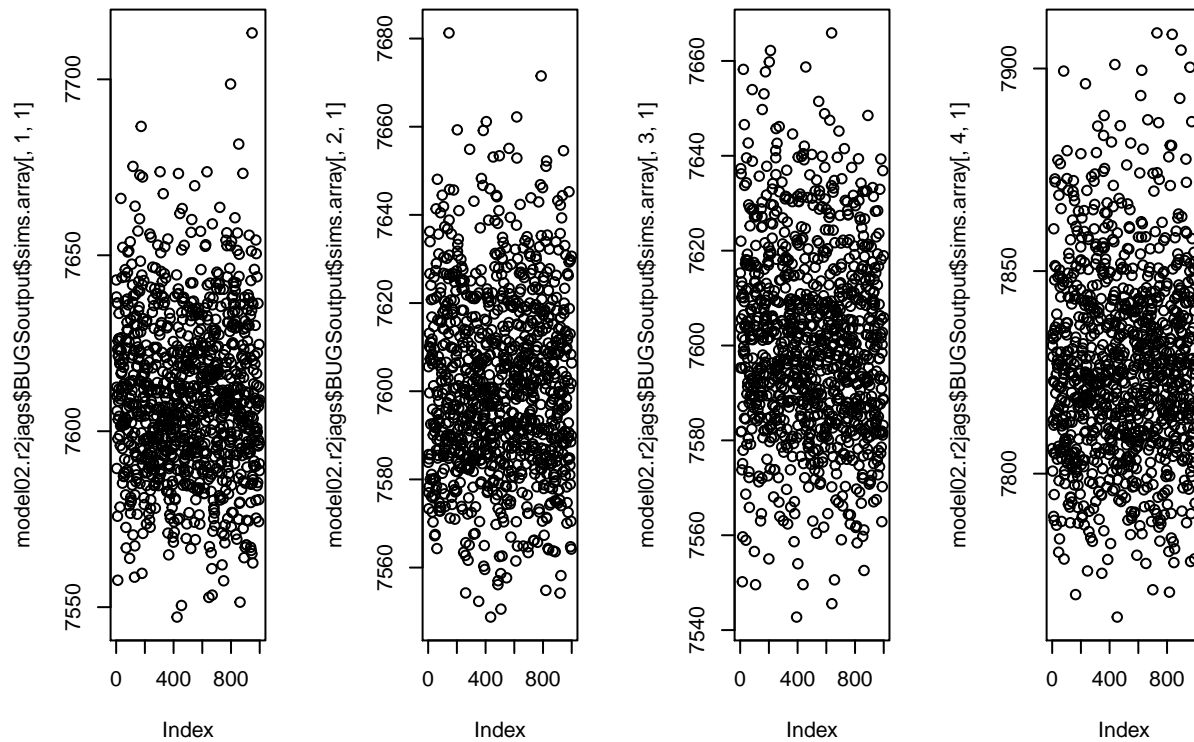 model02.r2jags$BUGSoutput$sims.array[, 1, 1]
7550 7600 7650 7700
0 400 800
Index
model02.r2jags$BUGSoutput$sims.array[, 2, 1]
7560 7580 7600 7620 7640 7660 7680
0 400 800
Index
model02.r2jags$BUGSoutput$sims.array[, 3, 1]
7540 7560 7580 7600 7620 7640 7660
0 400 800
Index
model02.r2jags$BUGSoutput$sims.array[, 4, 1]
7800 7850 7900
0 400 800
Index